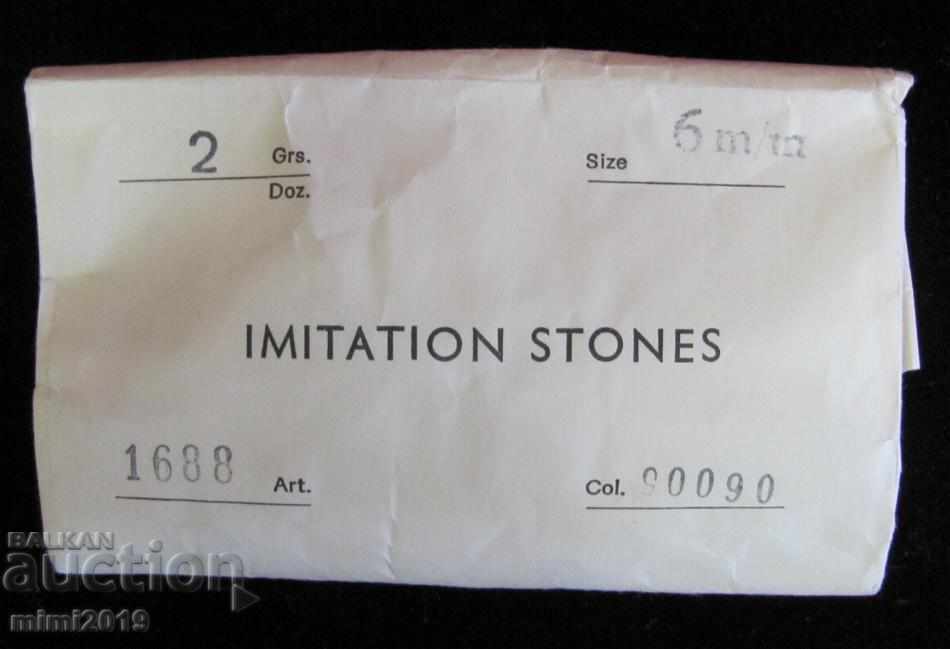 2 Grs. Size 6 m/m
Doz.
IMITATION STONES
1688 Art. Col. 90090
BALKAN
auction
mimi2019